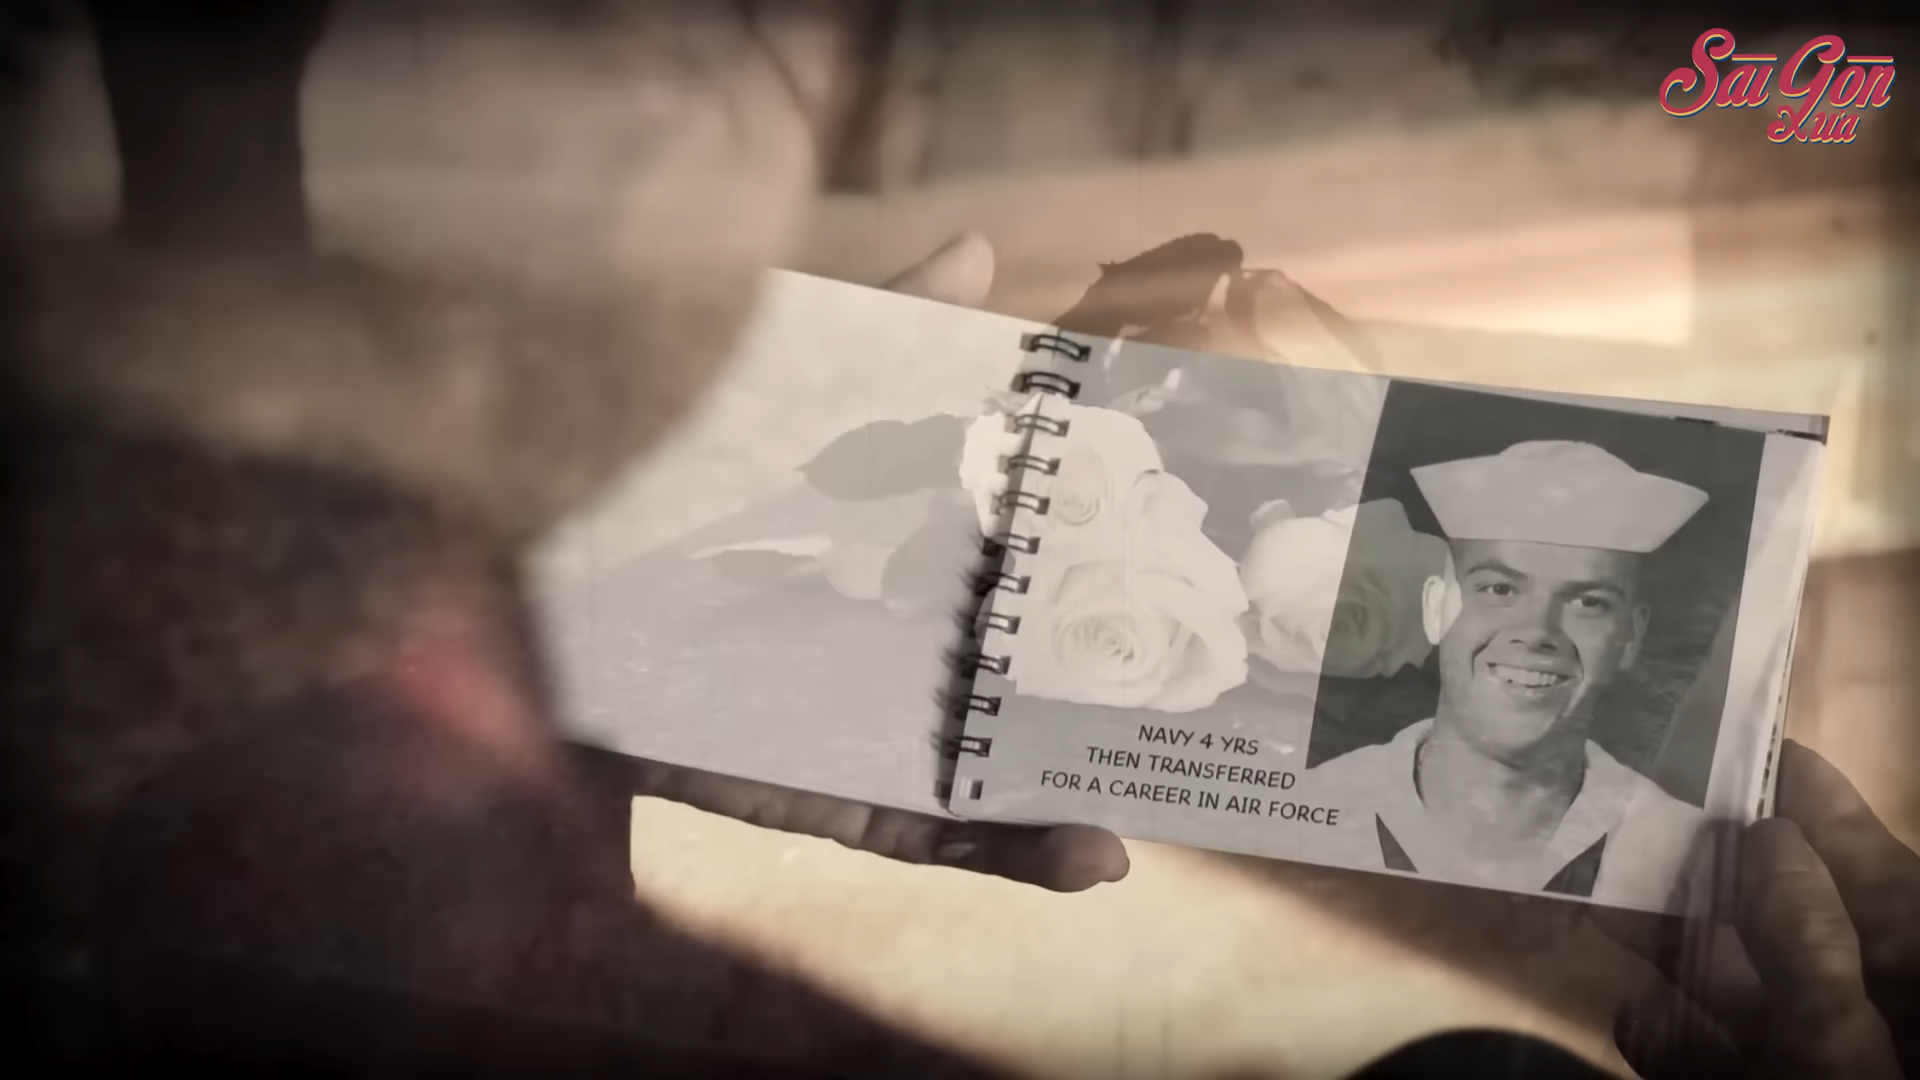 Sài Gòn
Xưa
NAVY 4 YRS
THEN TRANSFERRED
FOR A CAREER IN AIR FORCE